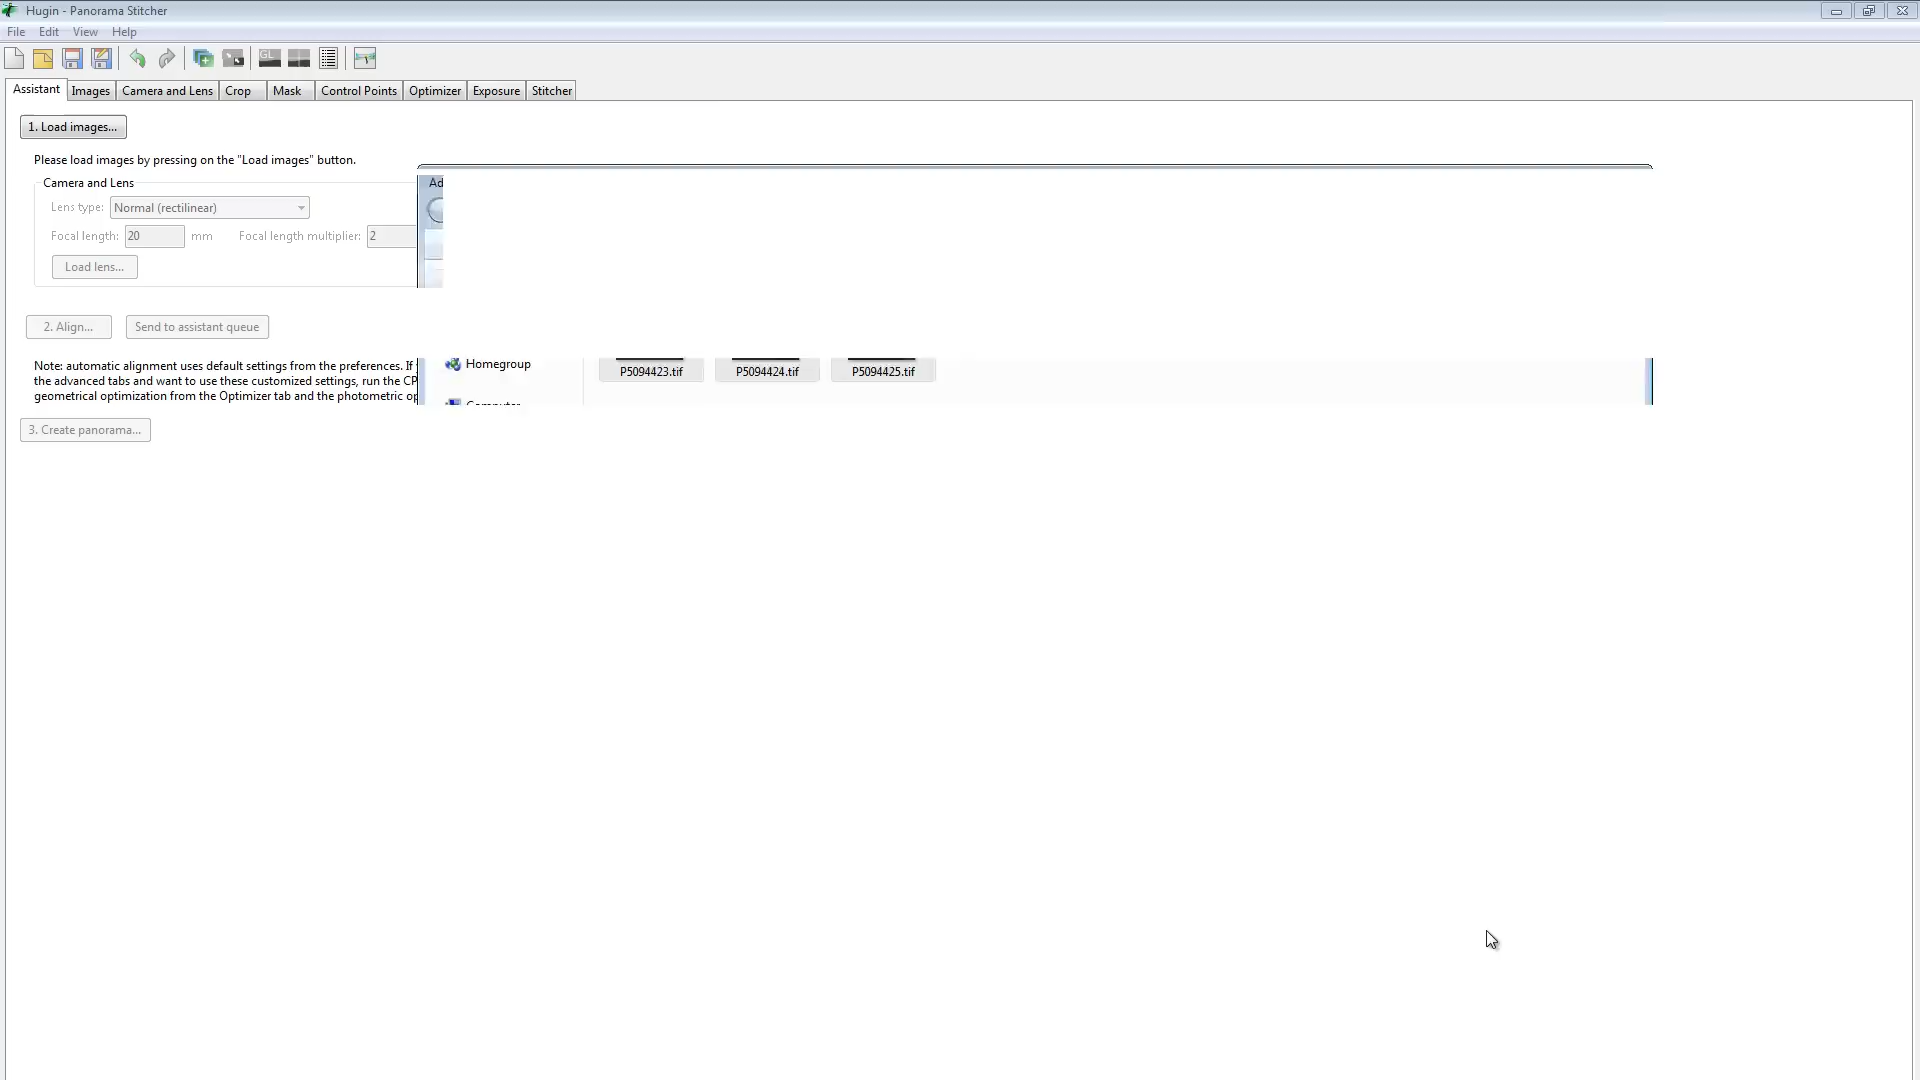 Hugin - Panorama Stitcher
File Edit View Help
Assistant Images Camera and Lens Crop Mask Control Points Optimizer Exposure Stitcher
1. Load images...
Please load images by pressing on the "Load images" button.
Camera and Lens
Ad
Lens type: Normal (rectilinear)
Focal length: 20 mm Focal length multiplier: 2
Load lens...
2. Align... Send to assistant queue
Note: automatic alignment uses default settings from the preferences. If
the advanced tabs and want to use these customized settings, run the CP
geometrical optimization from the Optimizer tab and the photometric op
Homegroup
P5094423.tif P5094424.tif P5094425.tif
3. Create panorama...